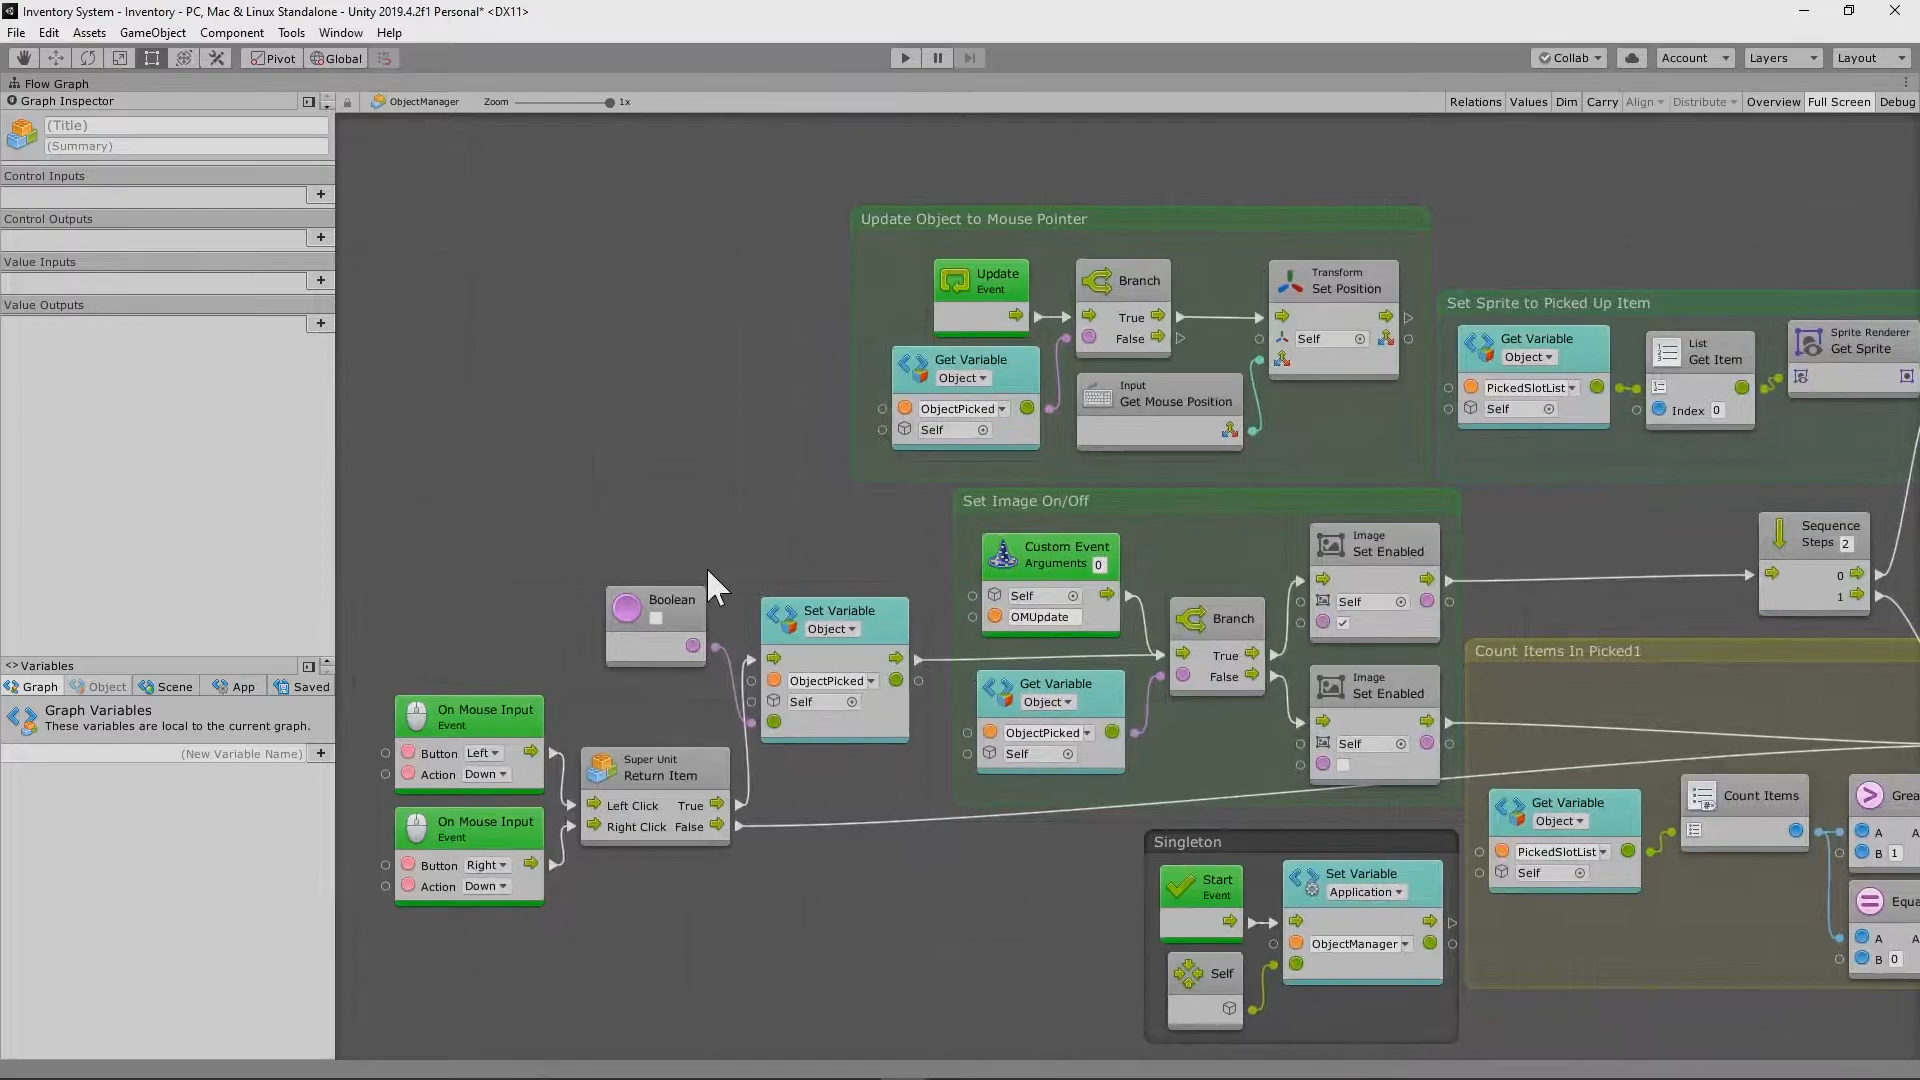 Inventory System - Inventory - PC, Mac & Linux Standalone - Unity 2019.4.2f1 Personal* <DX11>
File Edit Assets GameObject Component Tools Window Help
Pivot Global Collab Account Layers Layout
Flow Graph
Graph Inspector
ObjectManager Zoom 1x Relations Values Dim Carry Align Distribute Overview Full Screen Debug
(Title)
(Summary)
Control Inputs
+
Control Outputs
+
Value Inputs
+
Value Outputs
+
<> Variables
Graph Object Scene App Saved
Graph Variables
These variables are local to the current graph.
(New Variable Name) +
Update Object to Mouse Pointer
Update
Event
Branch
True
False
Transform
Set Position
Self
Get Variable
Object
ObjectPicked
Self
Input
Get Mouse Position
Set Sprite to Picked Up Item
Get Variable
Object
PickedSlotList
Self
List
Get Item
Index 0
Sprite Renderer
Get Sprite
Set Image On/Off
Custom Event
Arguments 0
Self
OMUpdate
Get Variable
Object
ObjectPicked
Self
Branch
True
False
Image
Set Enabled
Self
Image
Set Enabled
Self
Sequence
Steps 2
0
1
Boolean
Set Variable
Object
ObjectPicked
Self
On Mouse Input
Event
Button Left
Action Down
On Mouse Input
Event
Button Right
Action Down
Super Unit
Return Item
Left Click True
Right Click False
Singleton
Start
Event
Self
Set Variable
Application
ObjectManager
Count Items In Picked1
Get Variable
Object
PickedSlotList
Self
Count Items
Grea
A A
B 1
Equa
A A
B 0